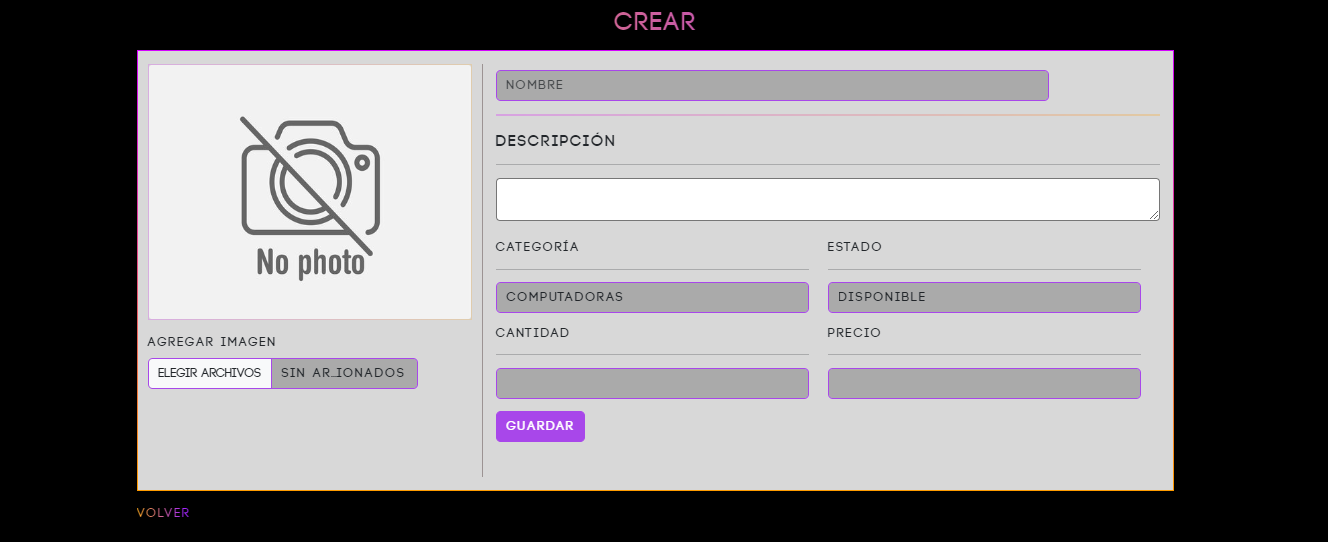 CREAR
No photo
AGREGAR IMAGEN
ELEGIR ARCHIVOS SIN AR...IONADOS
NOMBRE
DESCRIPCIÓN
CATEGORÍA
ESTADO
COMPUTADORAS
DISPONIBLE
CANTIDAD
PRECIO
GUARDAR
VOLVER